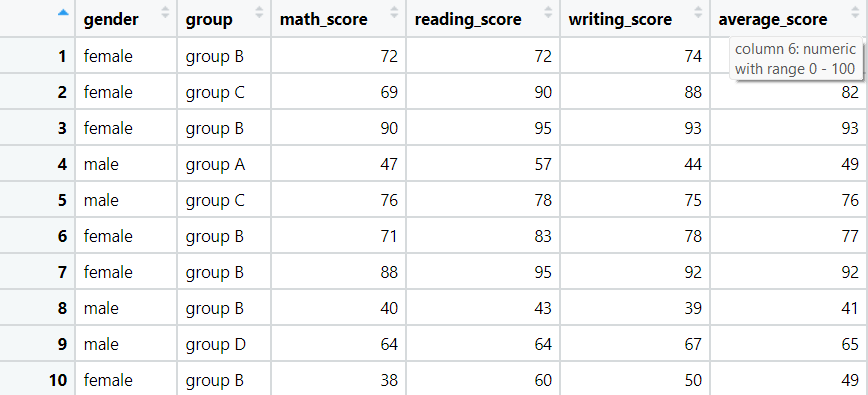 gender group math_score reading_score writing_score average_score
1 female group B 72 72 74
column 6: numeric
with range 0 - 100
2 female group C 69 90 88 82
3 female group B 90 95 93 93
4 male group A 47 57 44 49
5 male group C 76 78 75 76
6 female group B 71 83 78 77
7 female group B 88 95 92 92
8 male group B 40 43 39 41
9 male group D 64 64 67 65
10 female group B 38 60 50 49